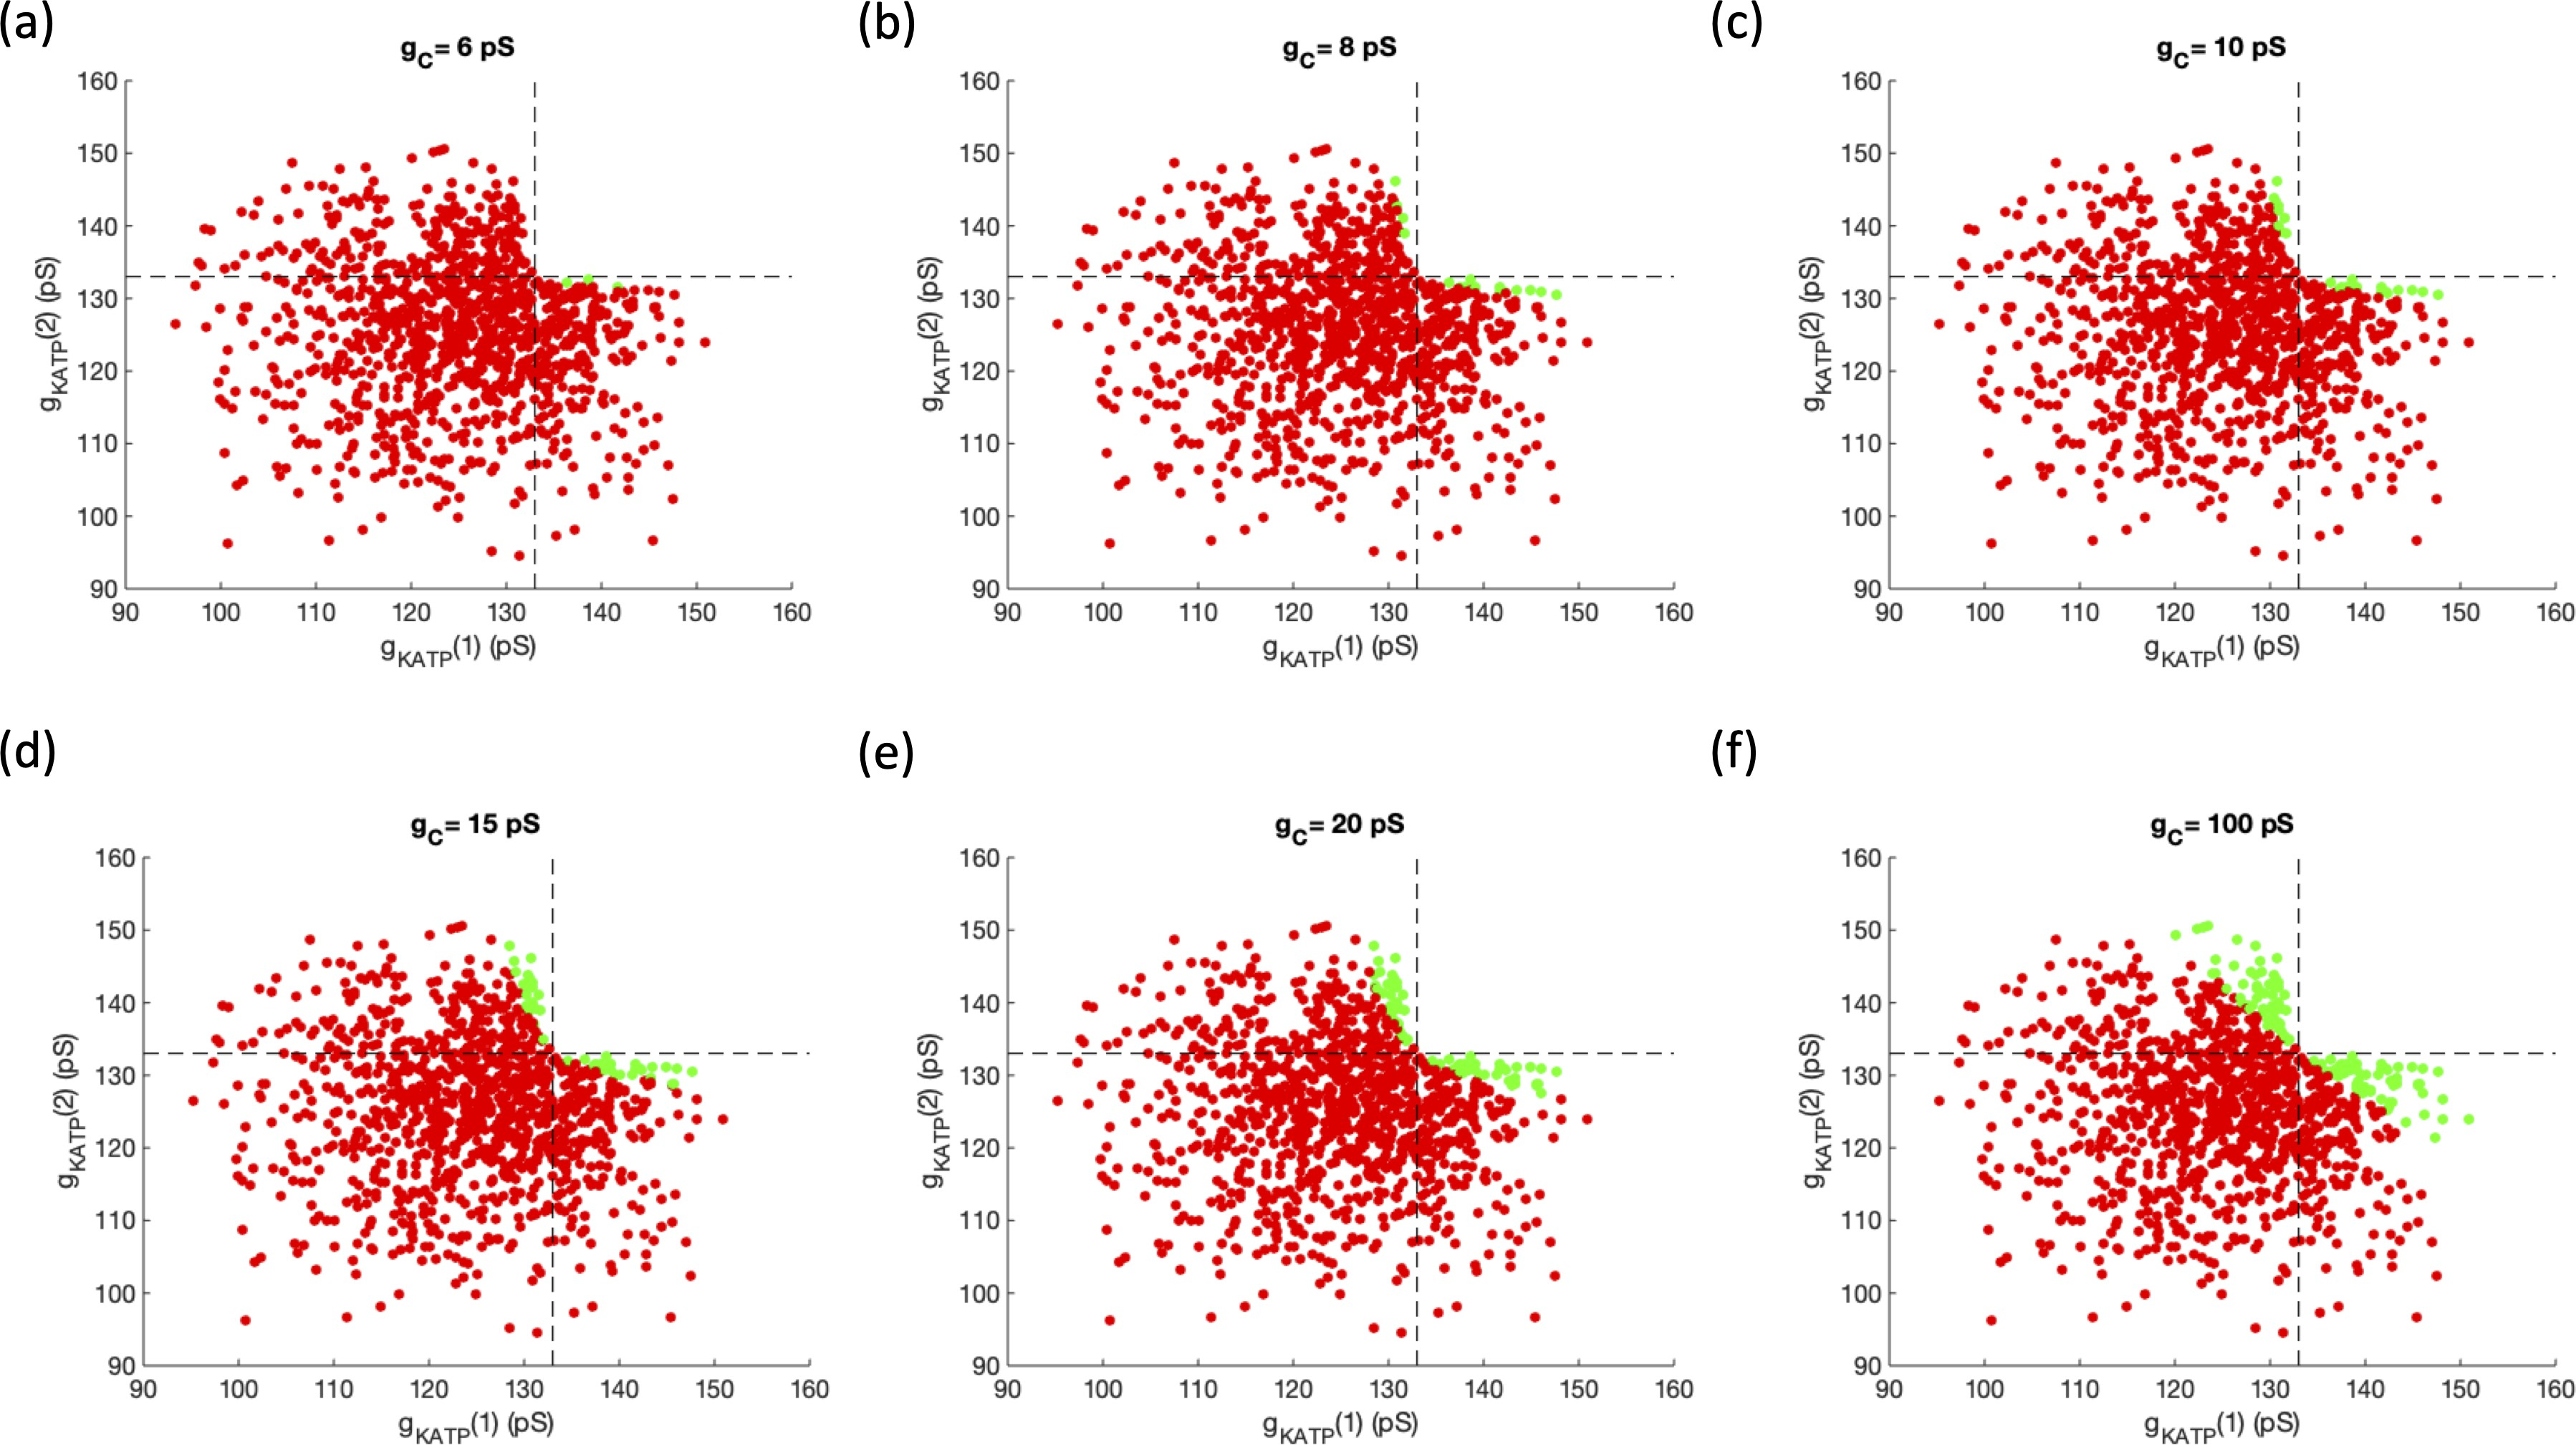 (a)
g_C= 6 pS
160
150
140
130
120
110
100
90
g_KATP(2) (pS)
90 100 110 120 130 140 150 160
g_KATP(1) (pS)
(b)
g_C= 8 pS
160
150
140
130
120
110
100
90
g_KATP(2) (pS)
90 100 110 120 130 140 150 160
g_KATP(1) (pS)
(c)
g_C= 10 pS
160
150
140
130
120
110
100
90
g_KATP(2) (pS)
90 100 110 120 130 140 150 160
g_KATP(1) (pS)
(d)
g_C= 15 pS
160
150
140
130
120
110
100
90
g_KATP(2) (pS)
90 100 110 120 130 140 150 160
g_KATP(1) (pS)
(e)
g_C= 20 pS
160
150
140
130
120
110
100
90
g_KATP(2) (pS)
90 100 110 120 130 140 150 160
g_KATP(1) (pS)
(f)
g_C= 100 pS
160
150
140
130
120
110
100
90
g_KATP(2) (pS)
90 100 110 120 130 140 150 160
g_KATP(1) (pS)